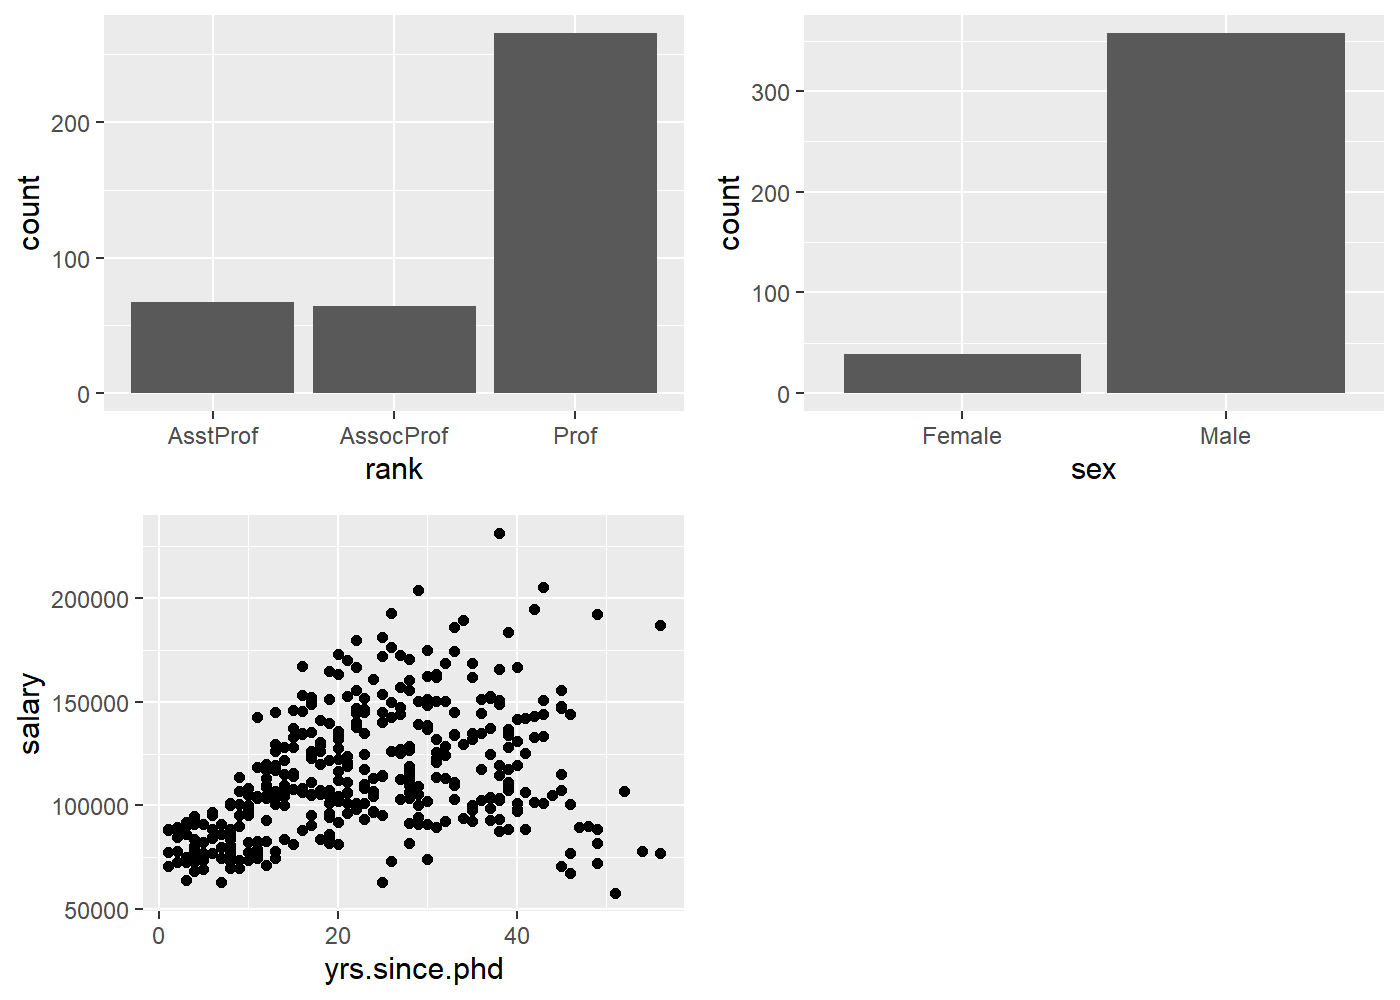 count
200
100
0
AsstProf AssocProf Prof
rank
count
300
200
100
0
Female Male
sex
salary
200000
150000
100000
50000
0 20 40
yrs.since.phd